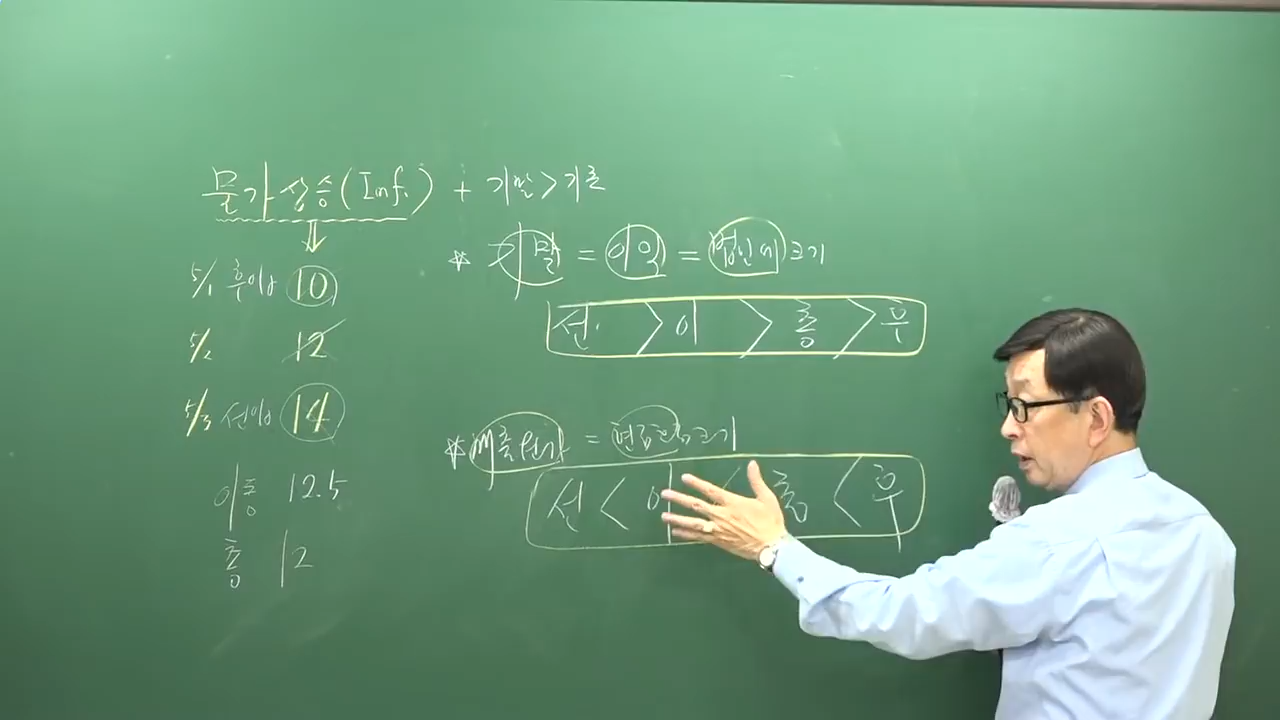 물가상승(Inf.) + 기말>기초
5/1 후이 10
5/2 12
5/3 선이 14
이동 12.5
총 12
* 기말 = 이익 = 법인세 크기
선 > 이 > 총 > 후
* 매출원가 = 현금흐름크기
선 < 이 < 총 < 후